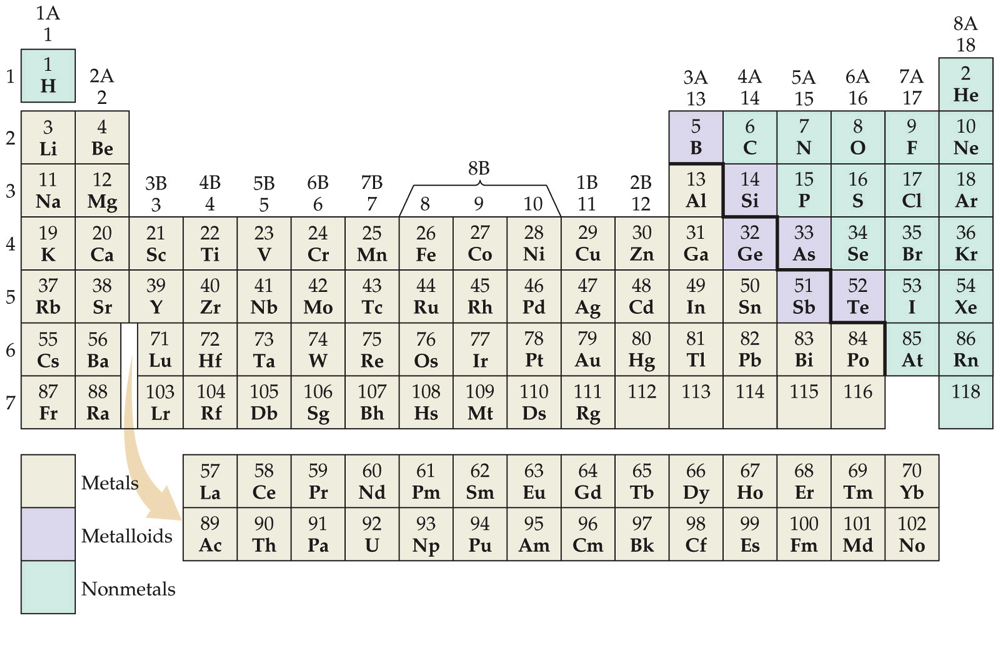 1A
1
8A
18
1
1
H
2A
2
3A 4A 5A 6A 7A
13 14 15 16 17
2
He
2
3 4 5 6 7 8 9 10
Li Be B C N O F Ne
3
11 12 13 14 15 16 17 18
Na Mg Al Si P S Cl Ar
3B 4B 5B 6B 7B 8B 1B 2B
3 4 5 6 7 8 9 10 11 12
4
19 20 21 22 23 24 25 26 27 28 29 30 31 32 33 34 35 36
K Ca Sc Ti V Cr Mn Fe Co Ni Cu Zn Ga Ge As Se Br Kr
5
37 38 39 40 41 42 43 44 45 46 47 48 49 50 51 52 53 54
Rb Sr Y Zr Nb Mo Tc Ru Rh Pd Ag Cd In Sn Sb Te I Xe
6
55 56 71 72 73 74 75 76 77 78 79 80 81 82 83 84 85 86
Cs Ba Lu Hf Ta W Re Os Ir Pt Au Hg Tl Pb Bi Po At Rn
7
87 88 103 104 105 106 107 108 109 110 111 112 113 114 115 116 118
Fr Ra Lr Rf Db Sg Bh Hs Mt Ds Rg
Metals
57 58 59 60 61 62 63 64 65 66 67 68 69 70
La Ce Pr Nd Pm Sm Eu Gd Tb Dy Ho Er Tm Yb
Metalloids
89 90 91 92 93 94 95 96 97 98 99 100 101 102
Ac Th Pa U Np Pu Am Cm Bk Cf Es Fm Md No
Nonmetals